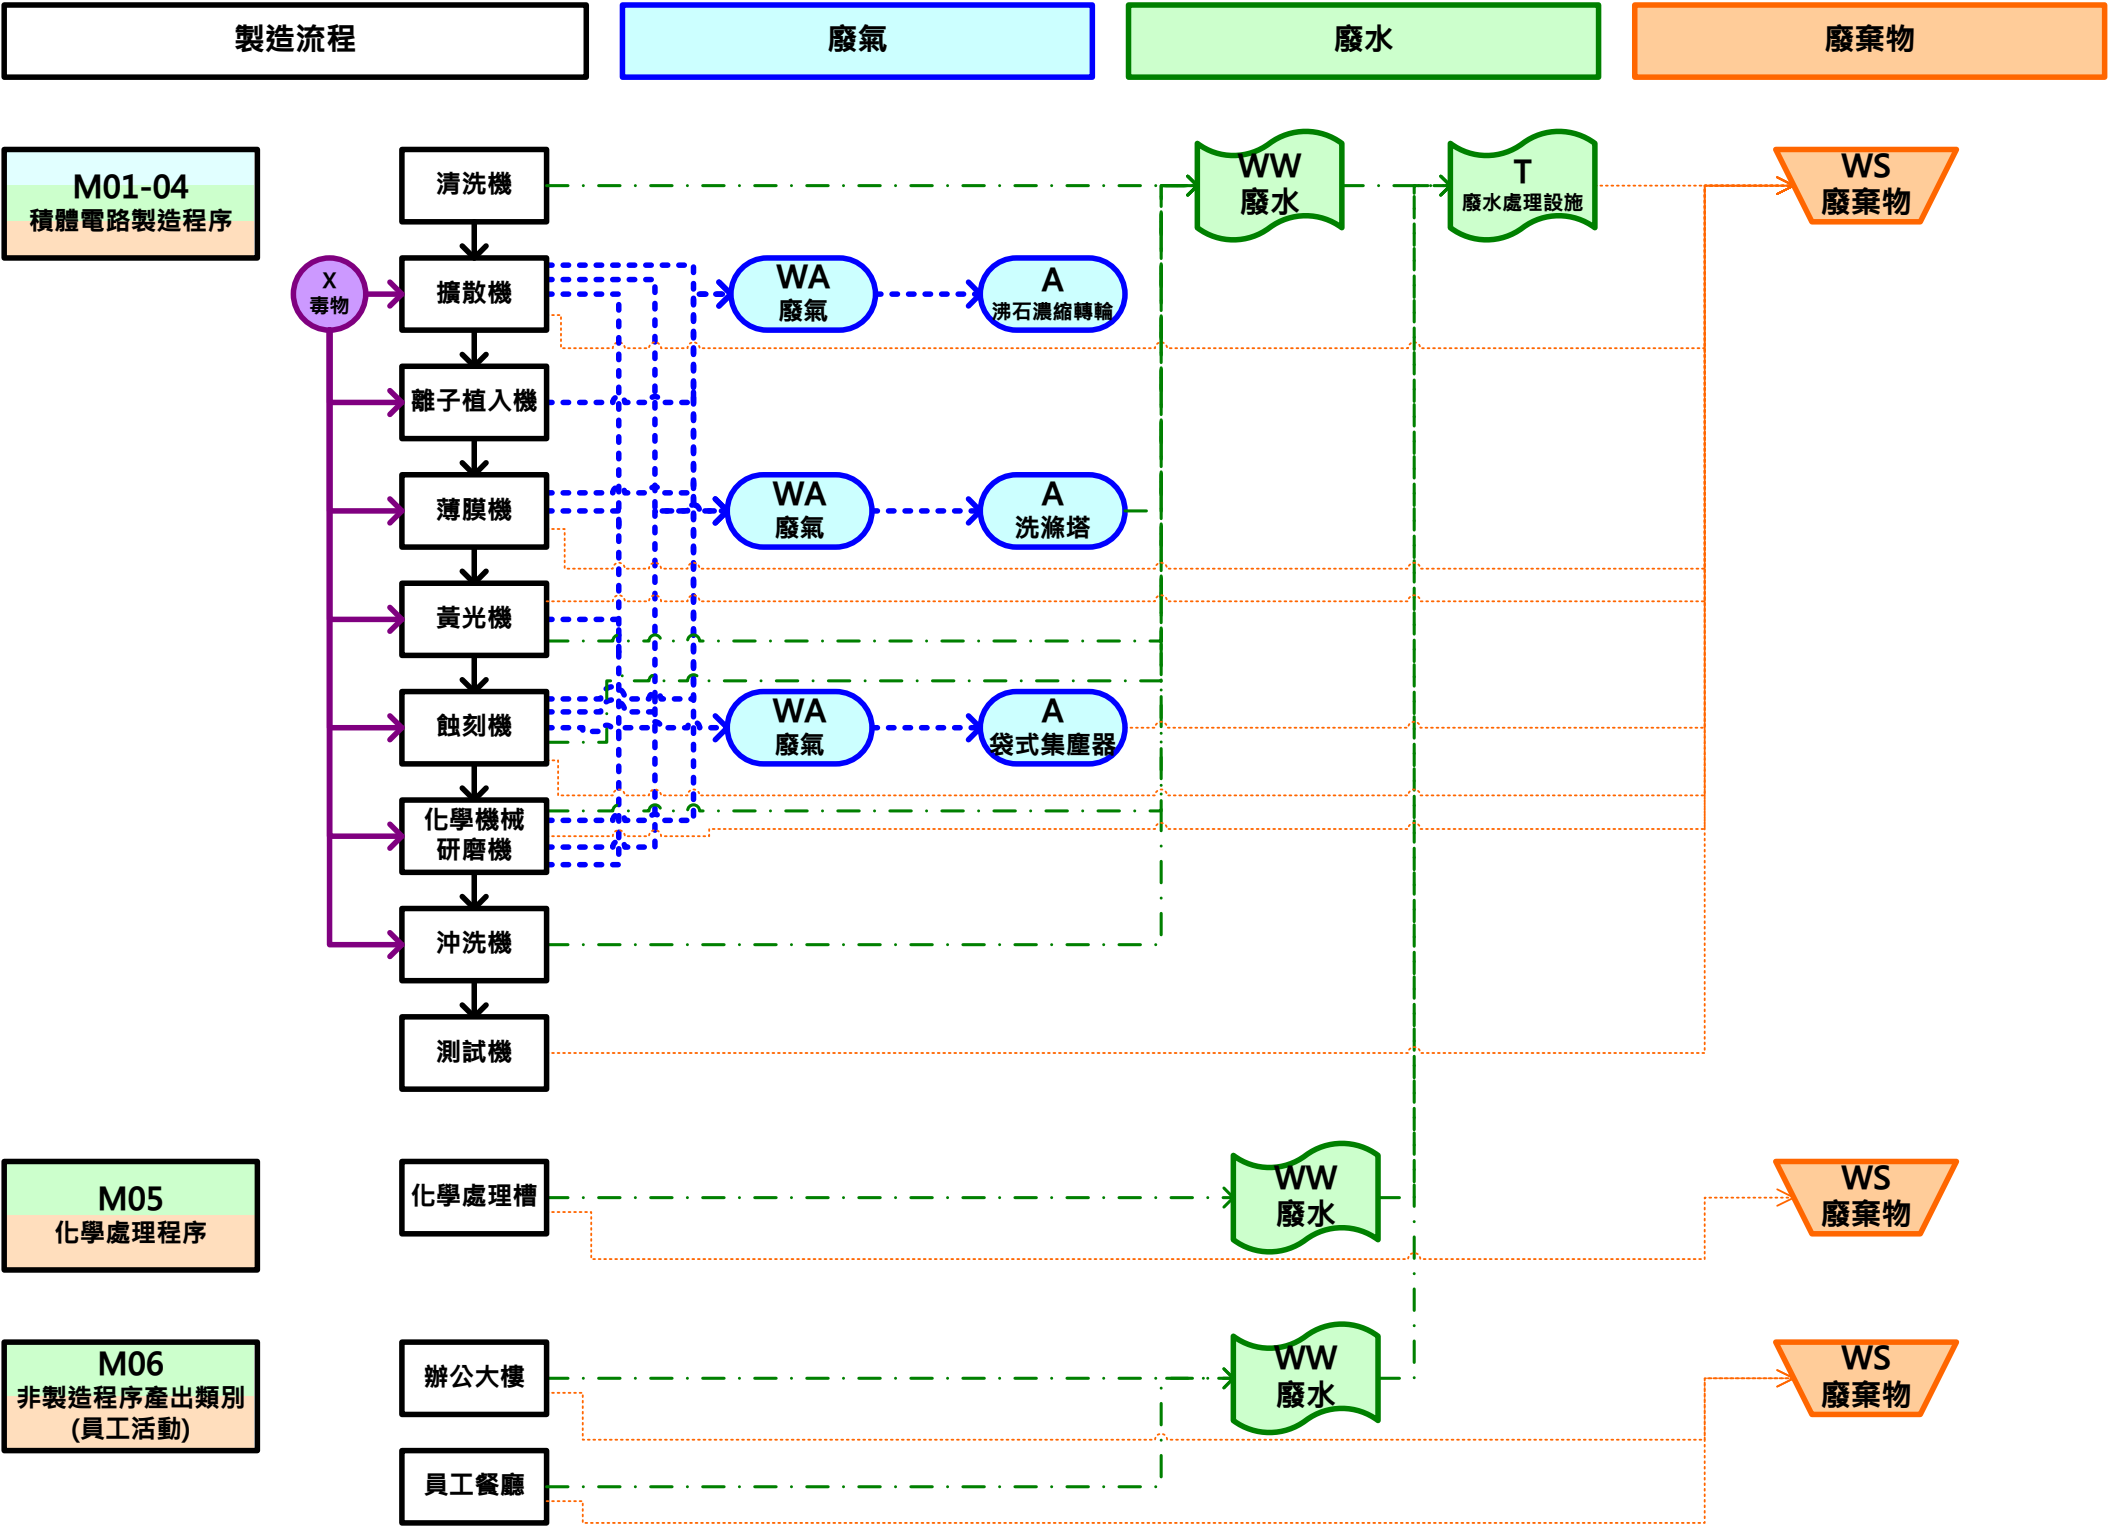 製造流程
廢氣
廢水
廢棄物
M01-04
積體電路製造程序
清洗機
WW
廢水
T
廢水處理設施
WS
廢棄物
X
毒物
擴散機
WA
廢氣
A
沸石濃縮轉輪
離子植入機
薄膜機
WA
廢氣
A
洗滌塔
黃光機
蝕刻機
WA
廢氣
A
袋式集塵器
化學機械
研磨機
沖洗機
測試機
M05
化學處理程序
化學處理槽
WW
廢水
WS
廢棄物
M06
非製造程序產出類別
(員工活動)
辦公大樓
WW
廢水
WS
廢棄物
員工餐廳